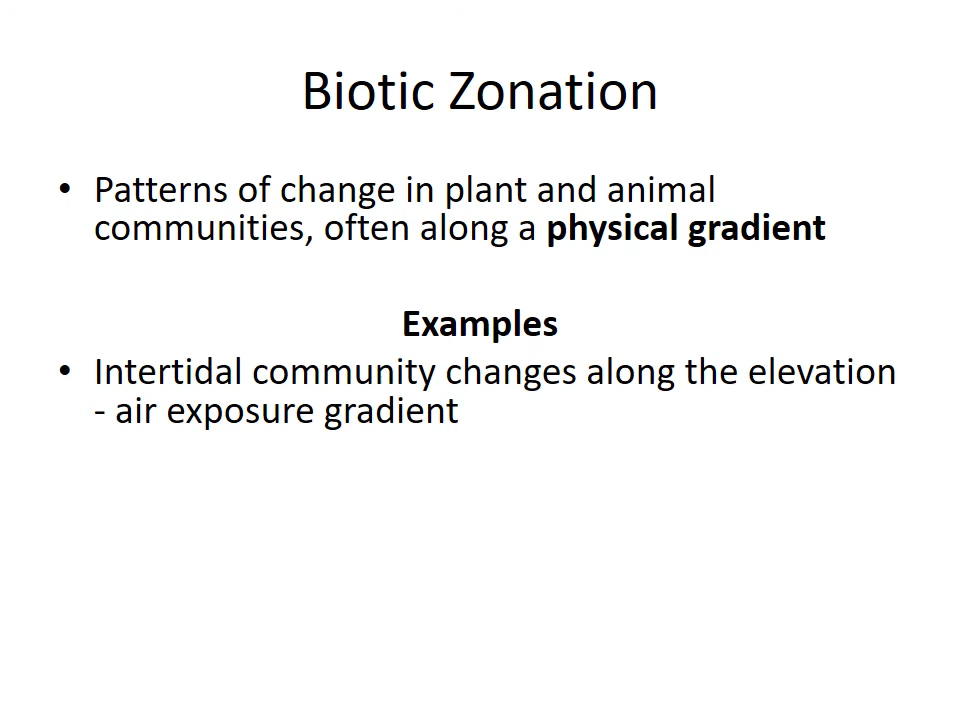 Biotic Zonation
• Patterns of change in plant and animal
communities, often along a physical gradient
Examples
• Intertidal community changes along the elevation
- air exposure gradient